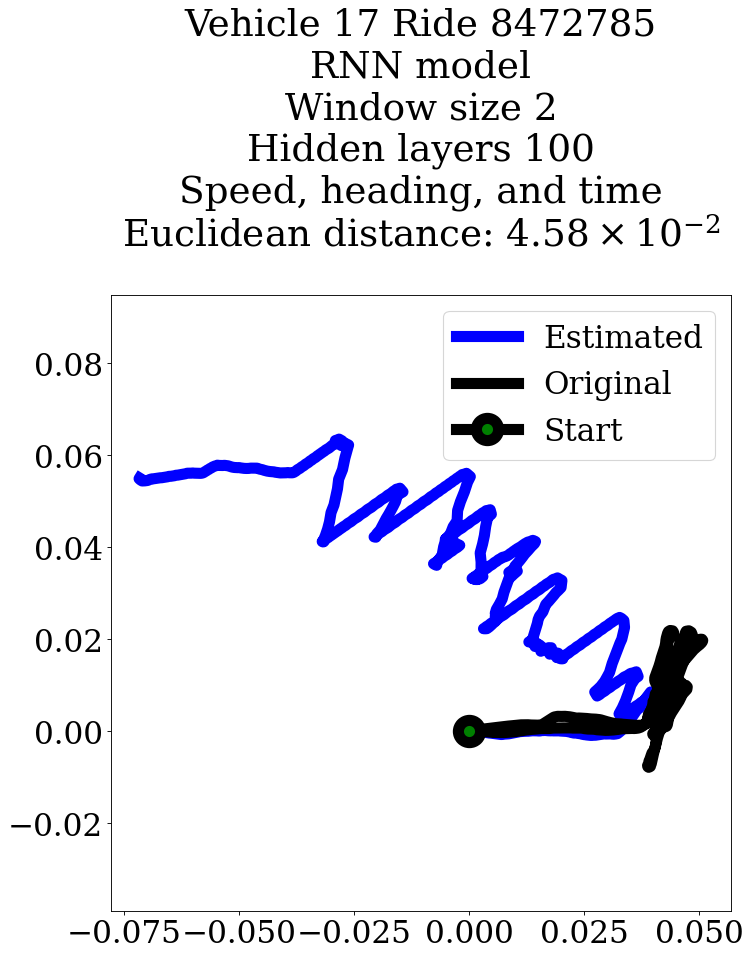 Vehicle 17 Ride 8472785
RNN model
Window size 2
Hidden layers 100
Speed, heading, and time
Euclidean distance: 4.58 × 10⁻²
Estimated
Original
Start
0.08
0.06
0.04
0.02
0.00
−0.02
−0.075 −0.050 −0.025 0.000 0.025 0.050